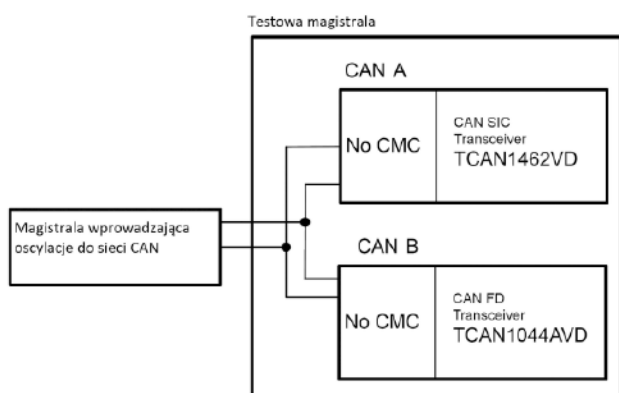 Testowa magistrala
CAN A
No CMC
CAN SIC
Transceiver
TCAN1462VD
Magistrala wprowadzająca
oscylacje do sieci CAN
CAN B
No CMC
CAN FD
Transceiver
TCAN1044AVD